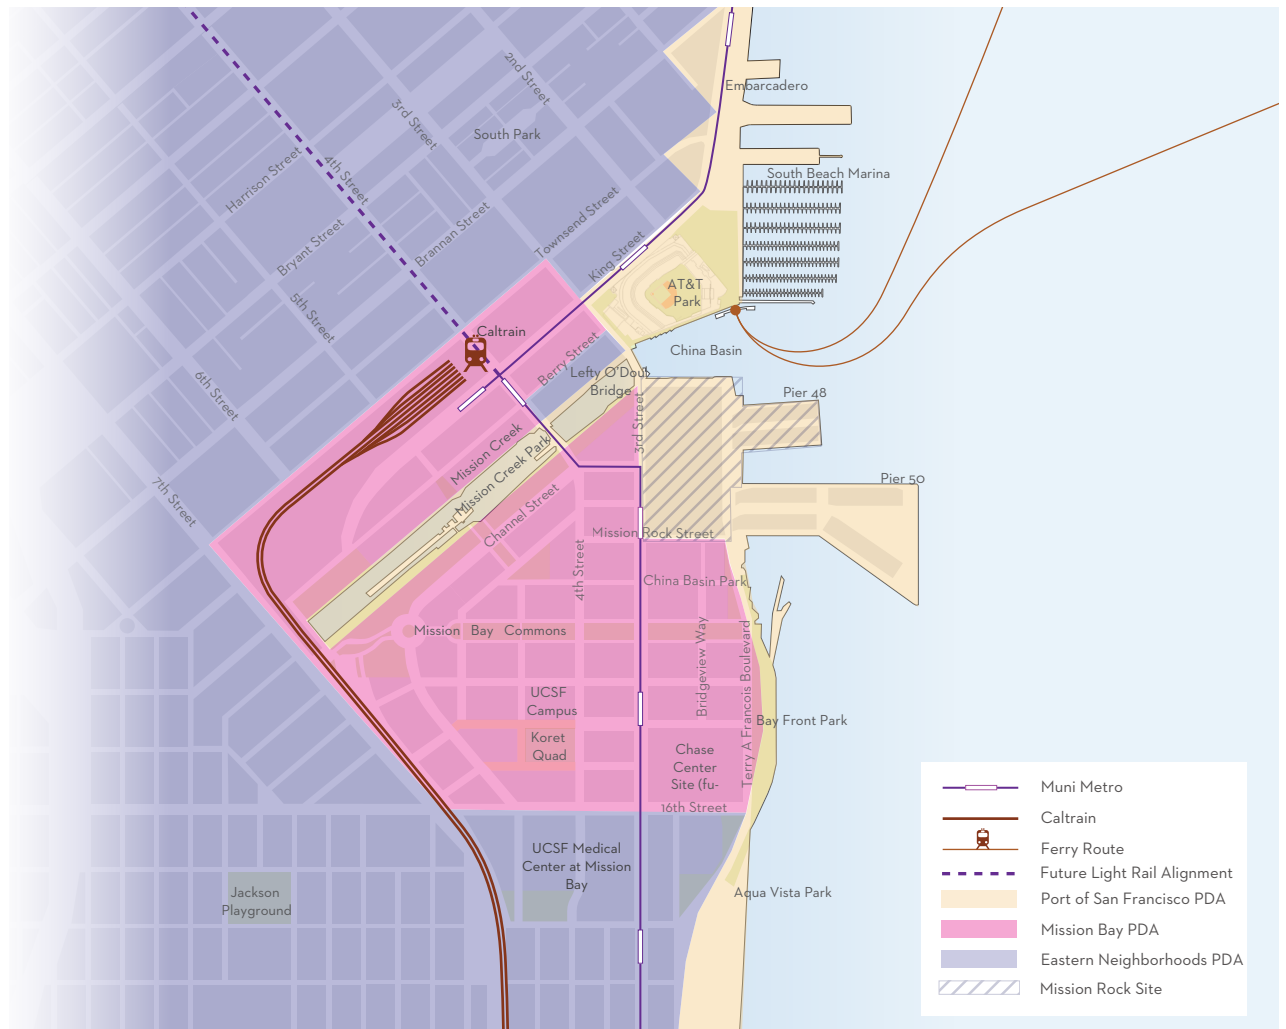 Embarcadero
2nd Street
3rd Street
South Park
4th Street
Harrison Street
South Beach Marina
Townsend Street
Brannan Street
Bryant Street
King Street
AT&T
Park
5th Street
Caltrain
China Basin
Berry Street
Lefty O'Doul
Bridge
6th Street
Pier 48
3rd Street
Mission Creek
Mission Creek Park
7th Street
Pier 50
Channel Street
Mission Rock Street
4th Street
China Basin Park
Mission Bay Commons
Bridgeview Way
Terry A Francois Boulevard
UCSF
Campus
Bay Front Park
Koret
Quad
Chase
Center
Site (fu-
16th Street
UCSF Medical
Center at Mission
Bay
Jackson
Playground
Aqua Vista Park
Muni Metro
Caltrain
Ferry Route
Future Light Rail Alignment
Port of San Francisco PDA
Mission Bay PDA
Eastern Neighborhoods PDA
Mission Rock Site